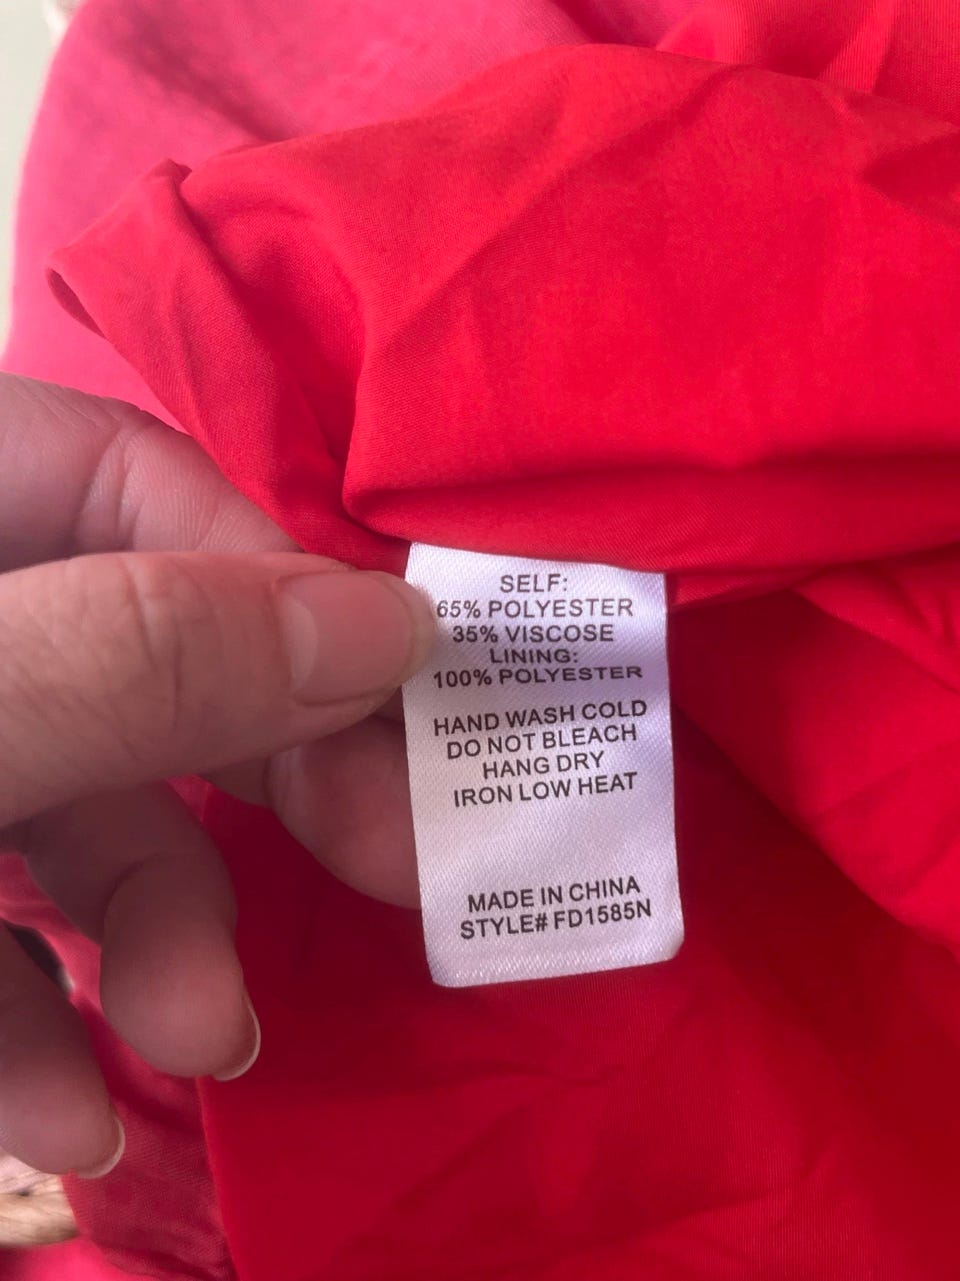 SELF:
65% POLYESTER
35% VISCOSE
LINING:
100% POLYESTER
HAND WASH COLD
DO NOT BLEACH
HANG DRY
IRON LOW HEAT
MADE IN CHINA
STYLE# FD1585N